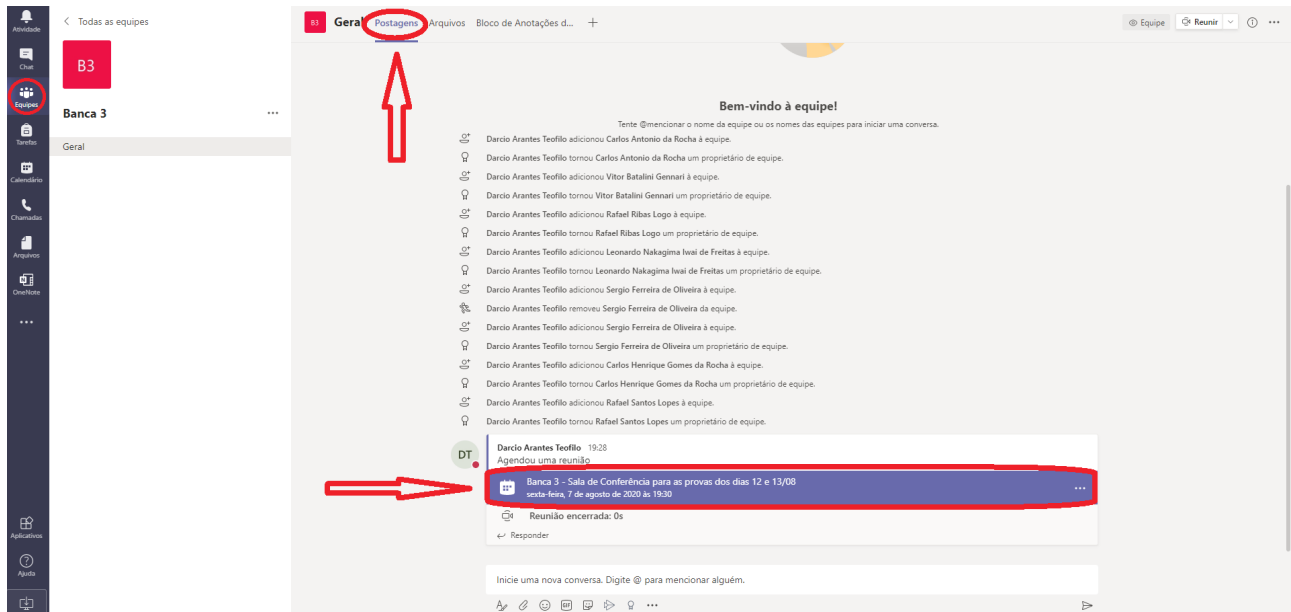 Atividade
Chat
Equipes
Tarefas
Calendário
Chamadas
Arquivos
OneNote
Aplicativos
Ajuda
< Todas as equipes
B3
Banca 3
Geral
B3 Geral Postagens Arquivos Bloco de Anotações d... +
Equipe Reunir
Bem-vindo à equipe!
Tente @mencionar o nome da equipe ou os nomes das equipes para iniciar uma conversa.
Darcio Arantes Teofilo adicionou Carlos Antonio da Rocha à equipe.
Darcio Arantes Teofilo tornou Carlos Antonio da Rocha um proprietário de equipe.
Darcio Arantes Teofilo adicionou Vitor Batalini Gennari à equipe.
Darcio Arantes Teofilo tornou Vitor Batalini Gennari um proprietário de equipe.
Darcio Arantes Teofilo adicionou Rafael Ribas Logo à equipe.
Darcio Arantes Teofilo tornou Rafael Ribas Logo um proprietário de equipe.
Darcio Arantes Teofilo adicionou Leonardo Nakagima Iwai de Freitas à equipe.
Darcio Arantes Teofilo tornou Leonardo Nakagima Iwai de Freitas um proprietário de equipe.
Darcio Arantes Teofilo adicionou Sergio Ferreira de Oliveira à equipe.
Darcio Arantes Teofilo removeu Sergio Ferreira de Oliveira da equipe.
Darcio Arantes Teofilo adicionou Sergio Ferreira de Oliveira à equipe.
Darcio Arantes Teofilo tornou Sergio Ferreira de Oliveira um proprietário de equipe.
Darcio Arantes Teofilo adicionou Carlos Henrique Gomes da Rocha à equipe.
Darcio Arantes Teofilo tornou Carlos Henrique Gomes da Rocha um proprietário de equipe.
Darcio Arantes Teofilo adicionou Rafael Santos Lopes à equipe.
Darcio Arantes Teofilo tornou Rafael Santos Lopes um proprietário de equipe.
DT
Darcio Arantes Teofilo 19:28
Agendou uma reunião
Banca 3 - Sala de Conferência para as provas dos dias 12 e 13/08
sexta-feira, 7 de agosto de 2020 às 19:30
Reunião encerrada: 0s
Responder
Inicie uma nova conversa. Digite @ para mencionar alguém.
GIF